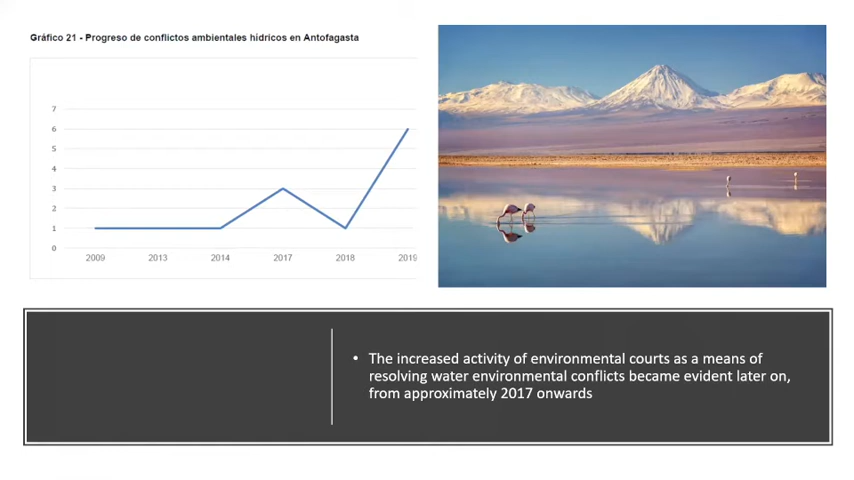 Gráfico 21 - Progreso de conflictos ambientales hídricos en Antofagasta
7
6
5
4
3
2
1
0
2009 2013 2014 2017 2018 2019
• The increased activity of environmental courts as a means of
resolving water environmental conflicts became evident later on,
from approximately 2017 onwards